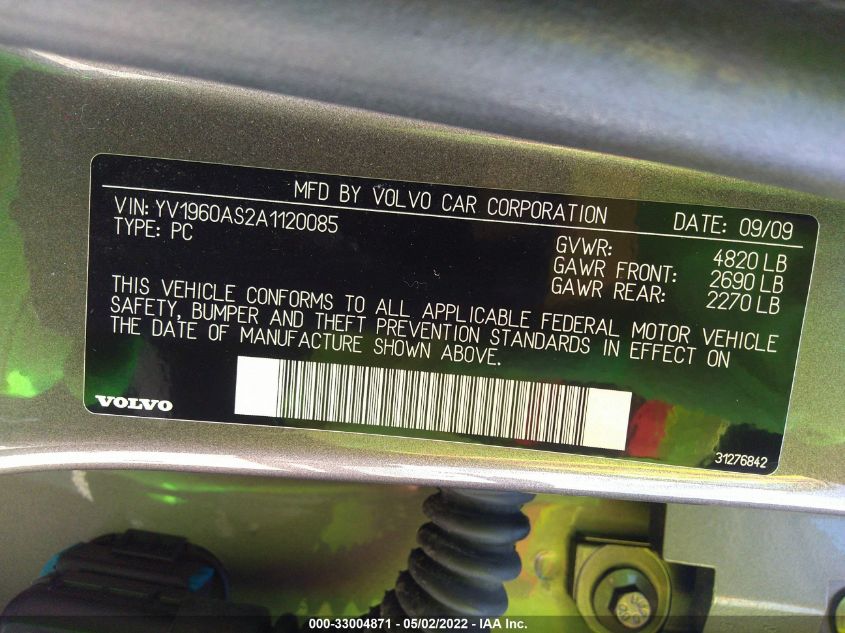 MFD BY VOLVO CAR CORPORATION DATE: 09/09
VIN: YV1960AS2A1120085
TYPE: PC
GVWR: 4820 LB
GAWR FRONT: 2690 LB
GAWR REAR: 2270 LB
THIS VEHICLE CONFORMS TO ALL APPLICABLE FEDERAL MOTOR VEHICLE
SAFETY, BUMPER AND THEFT PREVENTION STANDARDS IN EFFECT ON
THE DATE OF MANUFACTURE SHOWN ABOVE.
VOLVO
31276842
000-33004871 - 05/02/2022 - IAA Inc.